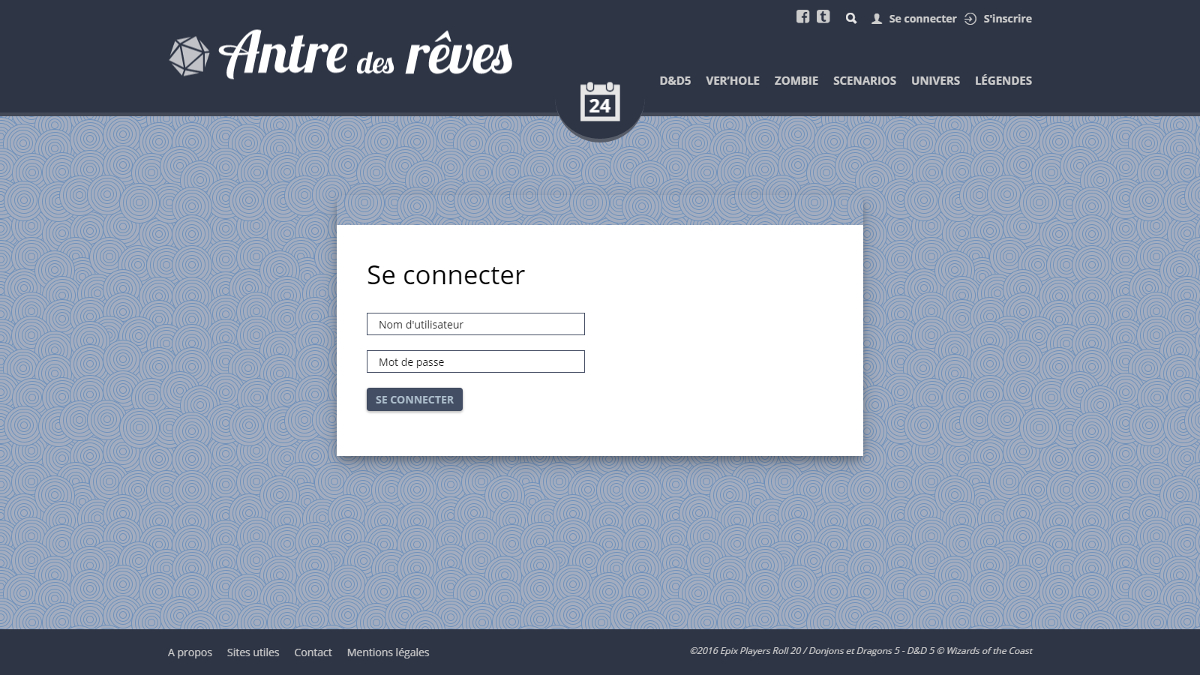 Se connecter
S'inscrire
Antre des rêves
D&D5
VER'HOLE
ZOMBIE
SCENARIOS
UNIVERS
LÉGENDES
24
Se connecter
Nom d'utilisateur
Mot de passe
SE CONNECTER
A propos
Sites utiles
Contact
Mentions légales
©2016 Epix Players Roll 20 / Donjons et Dragons 5 - D&D 5 © Wizards of the Coast